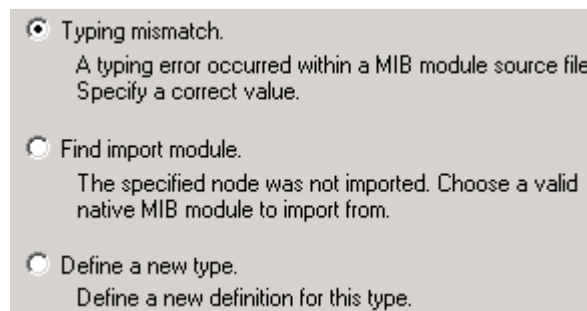 Typing mismatch.
A typing error occurred within a MIB module source file
Specify a correct value.
Find import module.
The specified node was not imported. Choose a valid
native MIB module to import from.
Define a new type.
Define a new definition for this type.